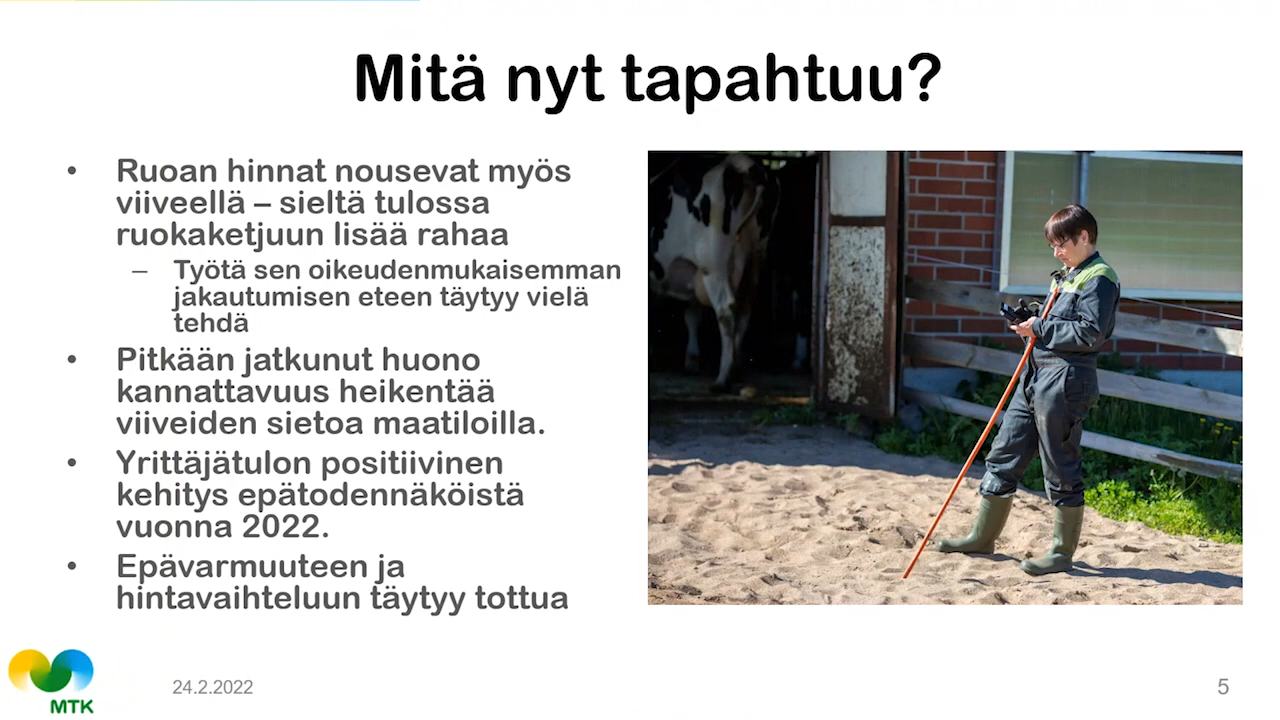 Mitä nyt tapahtuu?
• Ruoan hinnat nousevat myös
viiveellä – sieltä tulossa
ruokaketjuun lisää rahaa
– Työtä sen oikeudenmukaisemman
jakautumisen eteen täytyy vielä
tehdä
• Pitkään jatkunut huono
kannattavuus heikentää
viiveiden sietoa maatiloilla.
• Yrittäjätulon positiivinen
kehitys epätodennäköistä
vuonna 2022.
• Epävarmuuteen ja
hintavaihteluun täytyy tottua
MTK
24.2.2022
5